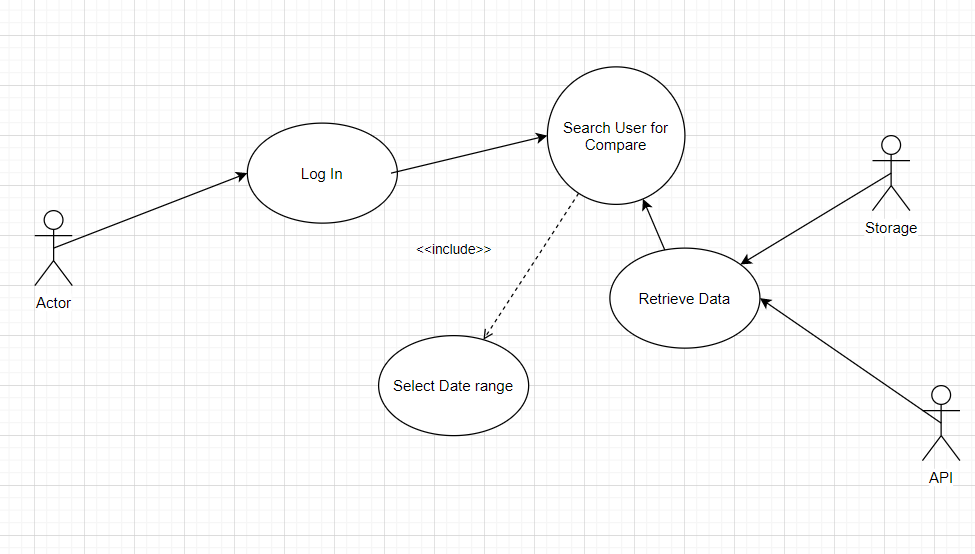 Search User for
Compare
Log In
Storage
<<include>>
Actor
Retrieve Data
Select Date range
API